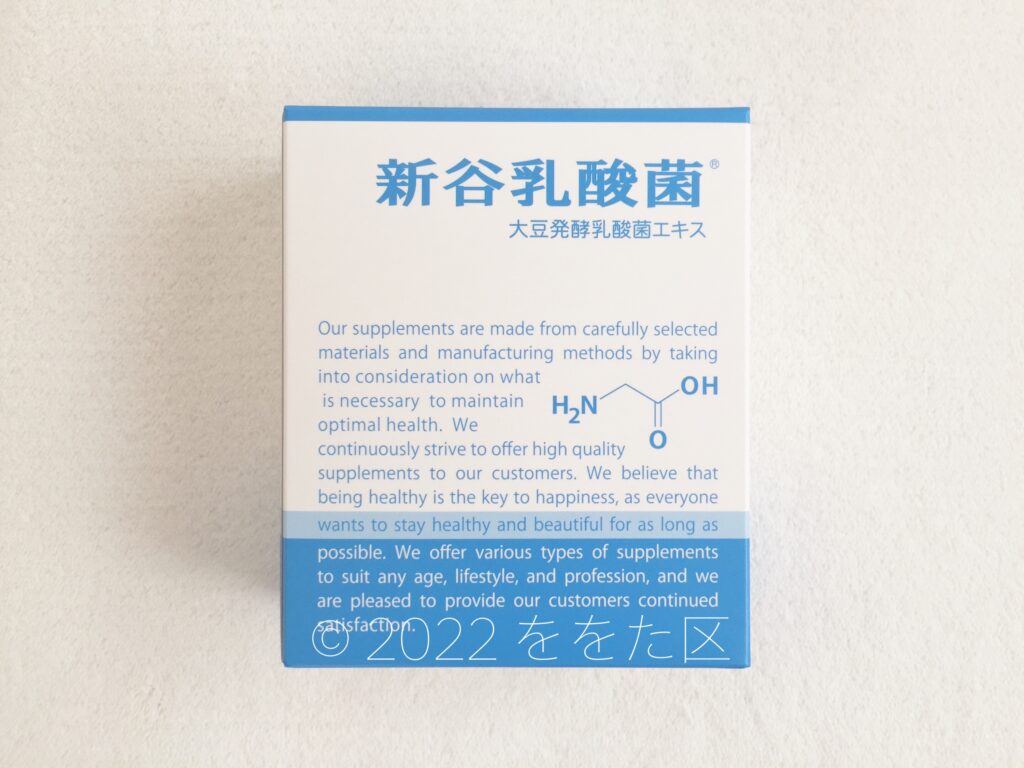 新谷乳酸菌®
大豆発酵乳酸菌エキス
Our supplements are made from carefully selected
materials and manufacturing methods by taking
into consideration on what
is necessary to maintain
optimal health. We
H2N OH
O
continuously strive to offer high quality
supplements to our customers. We believe that
being healthy is the key to happiness, as everyone
wants to stay healthy and beautiful for as long as
possible. We offer various types of supplements
to suit any age, lifestyle, and profession, and we
are pleased to provide our customers continued
satisfaction.
© 2022 ををた区